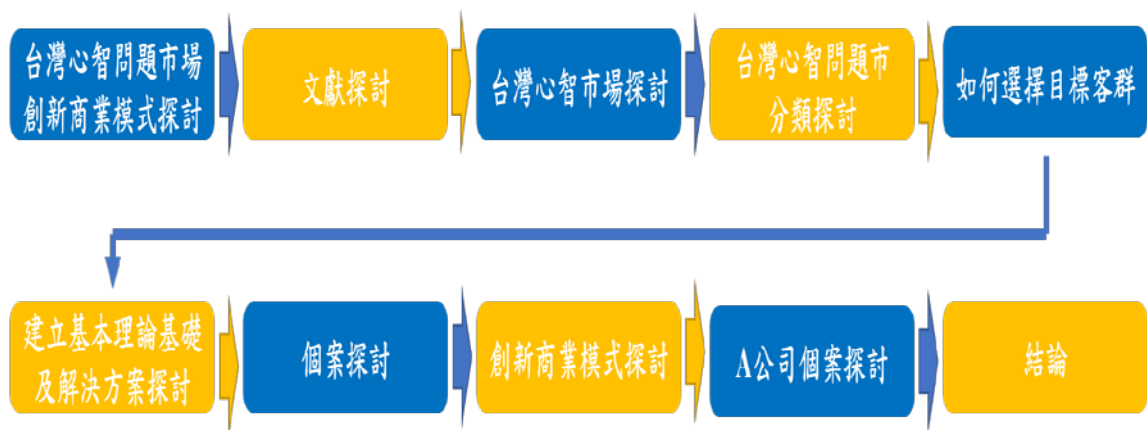 台灣心智問題市場
創新商業模式探討
文獻探討
台灣心智市場探討
台灣心智問題市
分類探討
如何選擇目標客群
建立基本理論基礎
及解決方案探討
個案探討
創新商業模式探討
A公司個案探討
結論